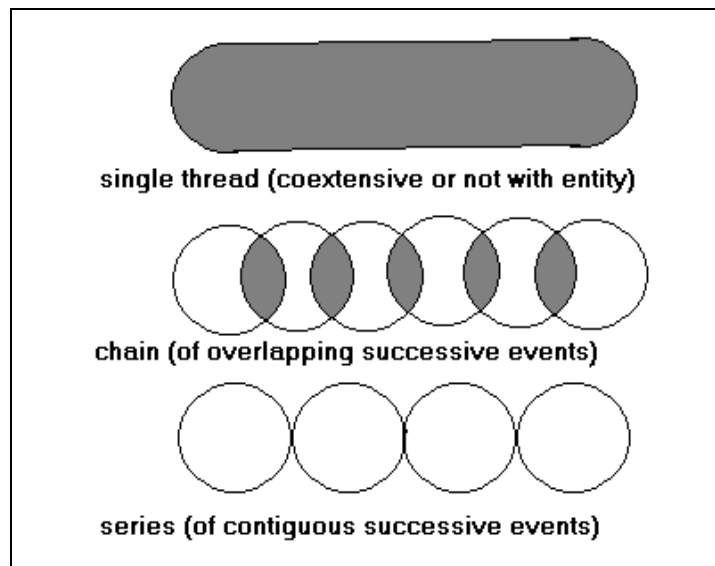 single thread (coextensive or not with entity)
chain (of overlapping successive events)
series (of contiguous successive events)